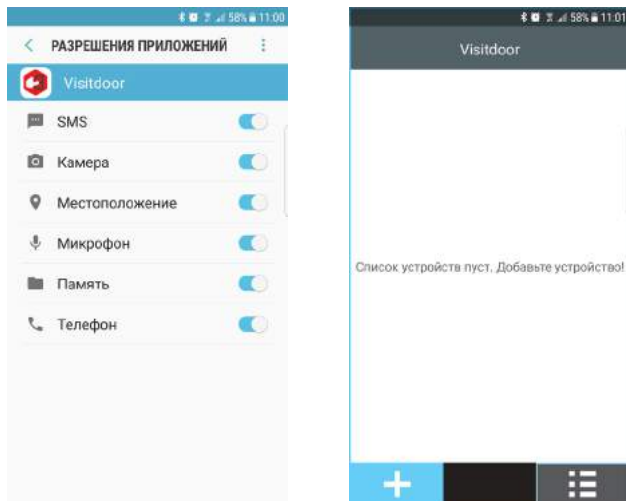 58% 11:00
РАЗРЕШЕНИЯ ПРИЛОЖЕНИЙ
Visitdoor
SMS
Камера
Местоположение
Микрофон
Память
Телефон
58% 11:01
Visitdoor
Список устройств пуст. Добавьте устройство!